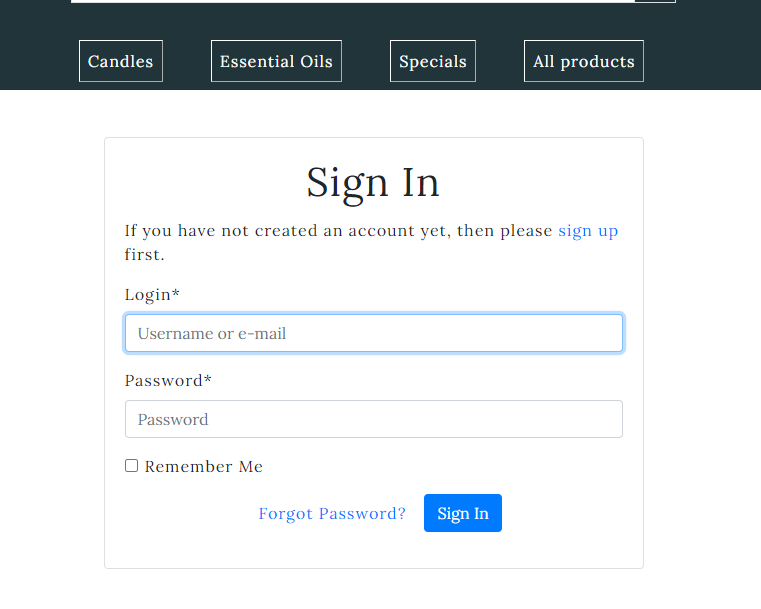 Candles Essential Oils Specials All products
Sign In
If you have not created an account yet, then please sign up
first.
Login*
Username or e-mail
Password*
Password
Remember Me
Forgot Password? Sign In